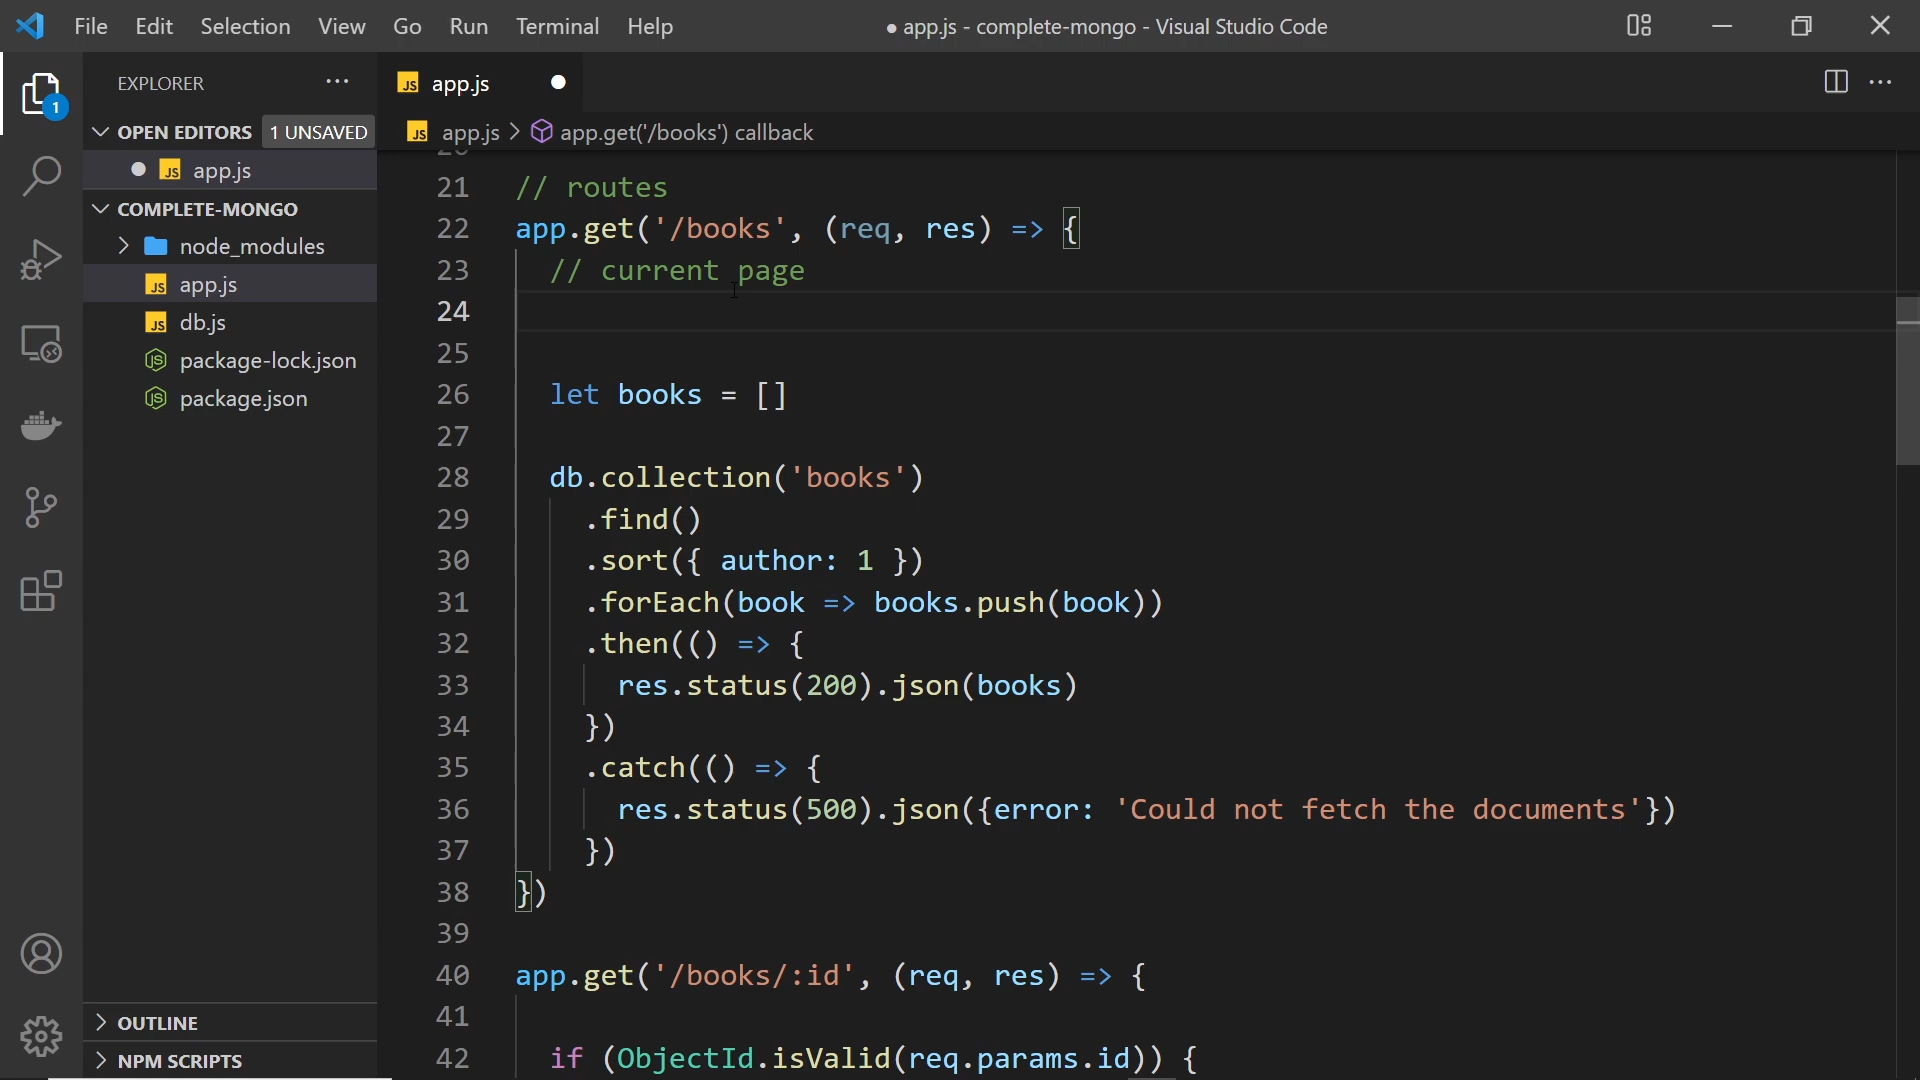 File Edit Selection View Go Run Terminal Help
● app.js - complete-mongo - Visual Studio Code
EXPLORER
1
OPEN EDITORS 1 UNSAVED
JS app.js
COMPLETE-MONGO
node_modules
JS app.js
JS db.js
package-lock.json
package.json
OUTLINE
NPM SCRIPTS
JS app.js
JS app.js > app.get('/books') callback
21 // routes
22 app.get('/books', (req, res) => {
23 // current page
24
25
26 let books = []
27
28 db.collection('books')
29 .find()
30 .sort({ author: 1 })
31 .forEach(book => books.push(book))
32 .then(() => {
33 res.status(200).json(books)
34 })
35 .catch(() => {
36 res.status(500).json({error: 'Could not fetch the documents'})
37 })
38 })
39
40 app.get('/books/:id', (req, res) => {
41
42 if (ObjectId.isValid(req.params.id)) {